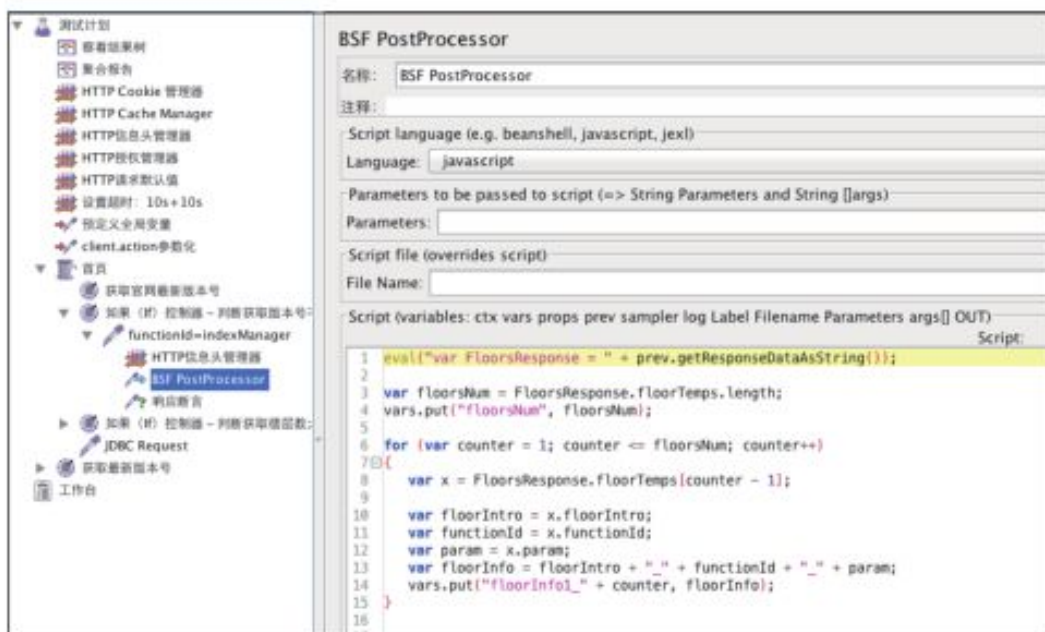 测试计划
察看结果树
聚合报告
HTTP Cookie 管理器
HTTP Cache Manager
HTTP信息头管理器
HTTP授权管理器
HTTP请求默认值
设置超时：10s+10s
预定义全局变量
client.action参数化
首页
获取官网最新版本号
如果（If）控制器 – 判断获取版本号
functionId=indexManager
HTTP信息头管理器
BSF PostProcessor
响应断言
如果（If）控制器 – 判断获取楼层数
JDBC Request
获取最新版本号
工作台
BSF PostProcessor
名称： BSF PostProcessor
注释：
Script language (e.g. beanshell, javascript, jexl)
Language: javascript
Parameters to be passed to script (=> String Parameters and String []args)
Parameters:
Script file (overrides script)
File Name:
Script (variables: ctx vars props prev sampler log Label Filename Parameters args[] OUT)
Script:
1 eval("var FloorsResponse = " + prev.getResponseDataAsString());
2
3 var floorsNum = FloorsResponse.floorTemps.length;
4 vars.put("floorsNum", floorsNum);
5
6 for (var counter = 1; counter <= floorsNum; counter++)
7 {
8 var x = FloorsResponse.floorTemps[counter - 1];
9
10 var floorIntro = x.floorIntro;
11 var functionId = x.functionId;
12 var param = x.param;
13 var floorInfo = floorIntro + "_" + functionId + "_" + param;
14 vars.put("floorInfo1_" + counter, floorInfo);
15 }
16